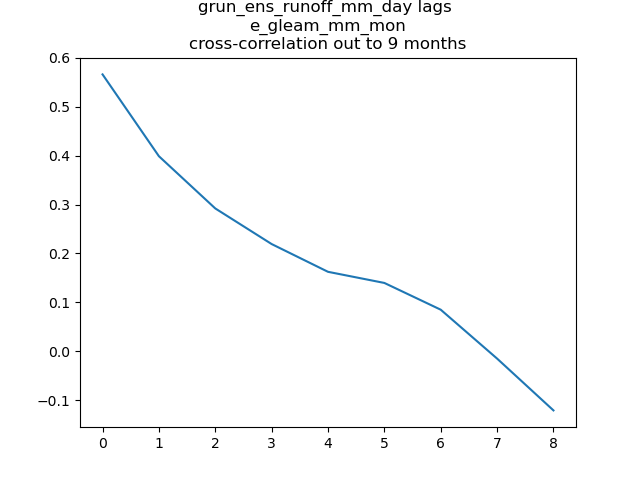 grun_ens_runoff_mm_day lags
e_gleam_mm_mon
cross-correlation out to 9 months
0.6
0.5
0.4
0.3
0.2
0.1
0.0
−0.1
0 1 2 3 4 5 6 7 8